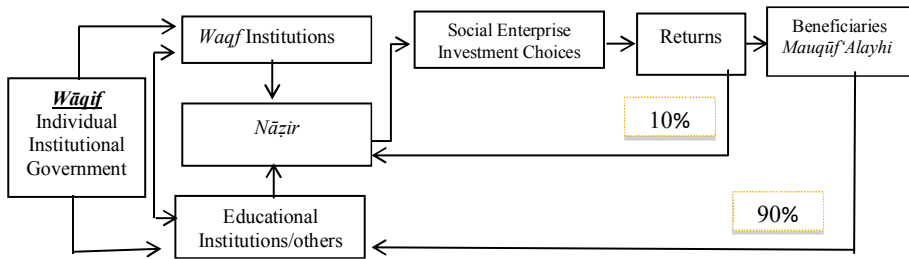 Waqf Institutions
Social Enterprise
Investment Choices
Returns
Beneficiaries
Mauqūf ʻAlayhi
Wāqif
Individual
Institutional
Government
Nāẓir
10%
Educational
Institutions/others
90%